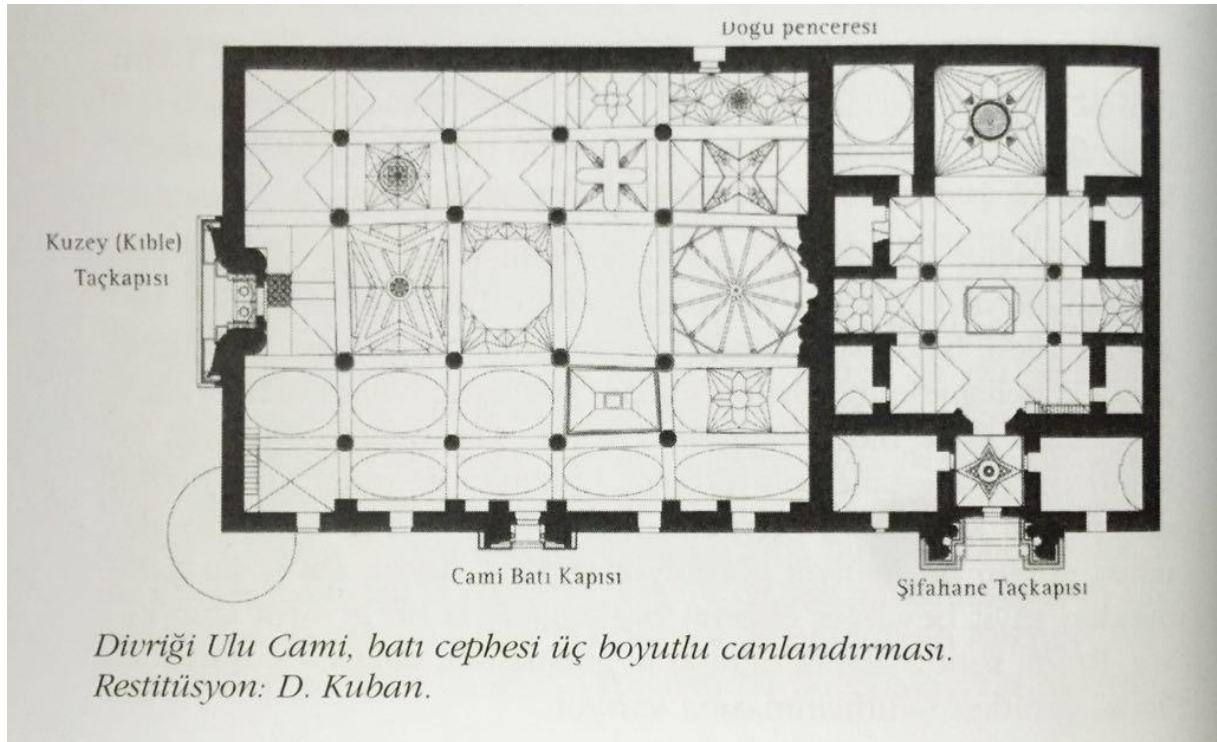 Doğu penceresi
Kuzey (Kıble)
Taçkapısı
Cami Batı Kapısı
Şifahane Taçkapısı
Divriği Ulu Cami, batı cephesi üç boyutlu canlandırması.
Restitüsyon: D. Kuban.